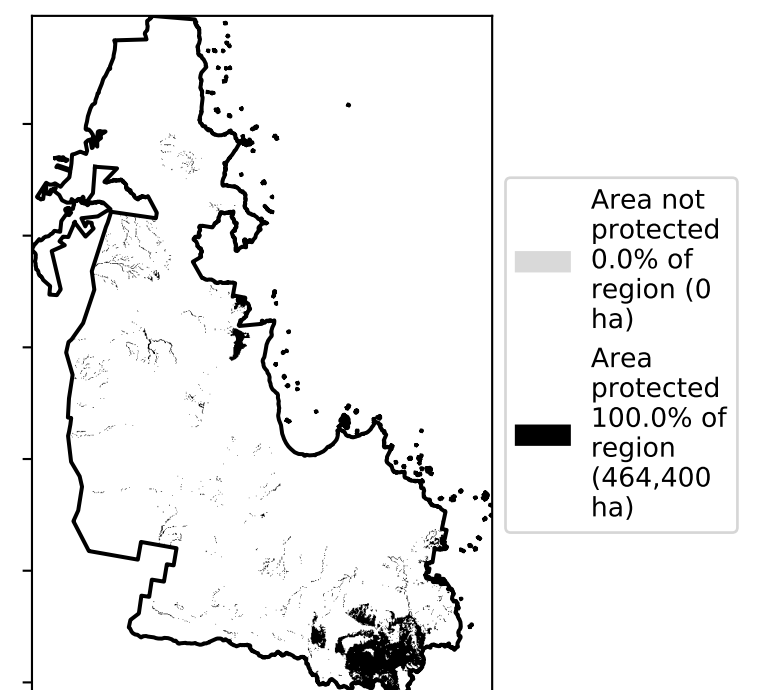 Area not
protected
0.0% of
region (0
ha)
Area
protected
100.0% of
region
(464,400
ha)